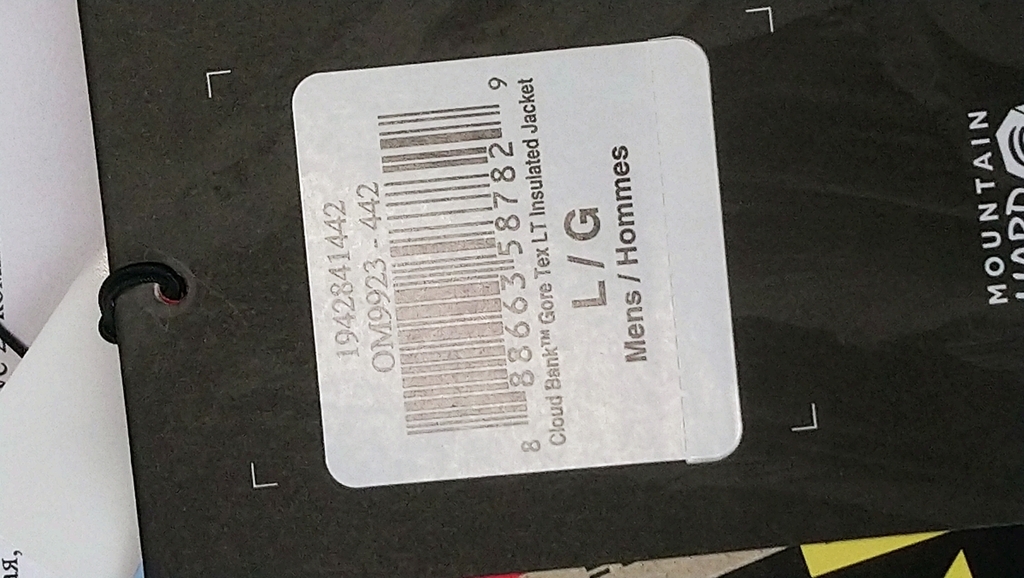 1942841442
OM9923 - 442
8 88663 58782 9
Cloud Bank™ Gore Tex LT Insulated Jacket
L / G
Mens / Hommes
MOUNTAIN